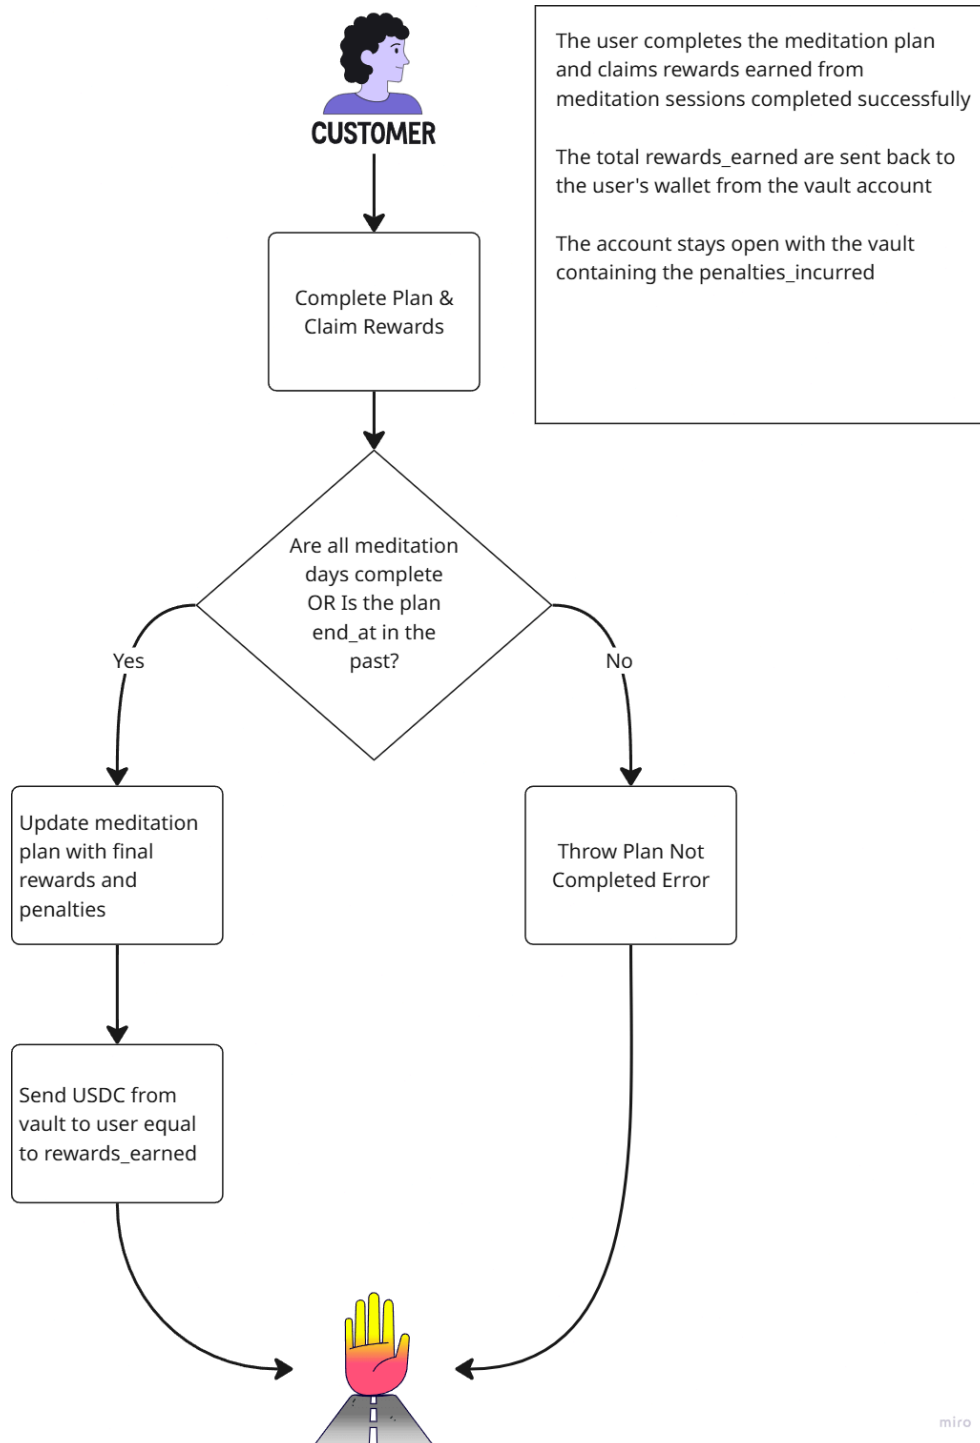 CUSTOMER
The user completes the meditation plan
and claims rewards earned from
meditation sessions completed successfully
The total rewards_earned are sent back to
the user's wallet from the vault account
The account stays open with the vault
containing the penalties_incurred
Complete Plan &
Claim Rewards
Are all meditation
days complete
OR Is the plan
end_at in the
past?
Yes
No
Update meditation
plan with final
rewards and
penalties
Throw Plan Not
Completed Error
Send USDC from
vault to user equal
to rewards_earned
miro